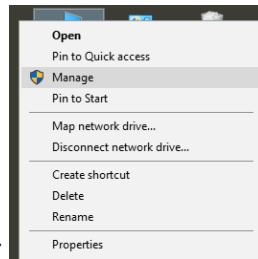 Open
Pin to Quick access
Manage
Pin to Start
Map network drive...
Disconnect network drive...
Create shortcut
Delete
Rename
Properties